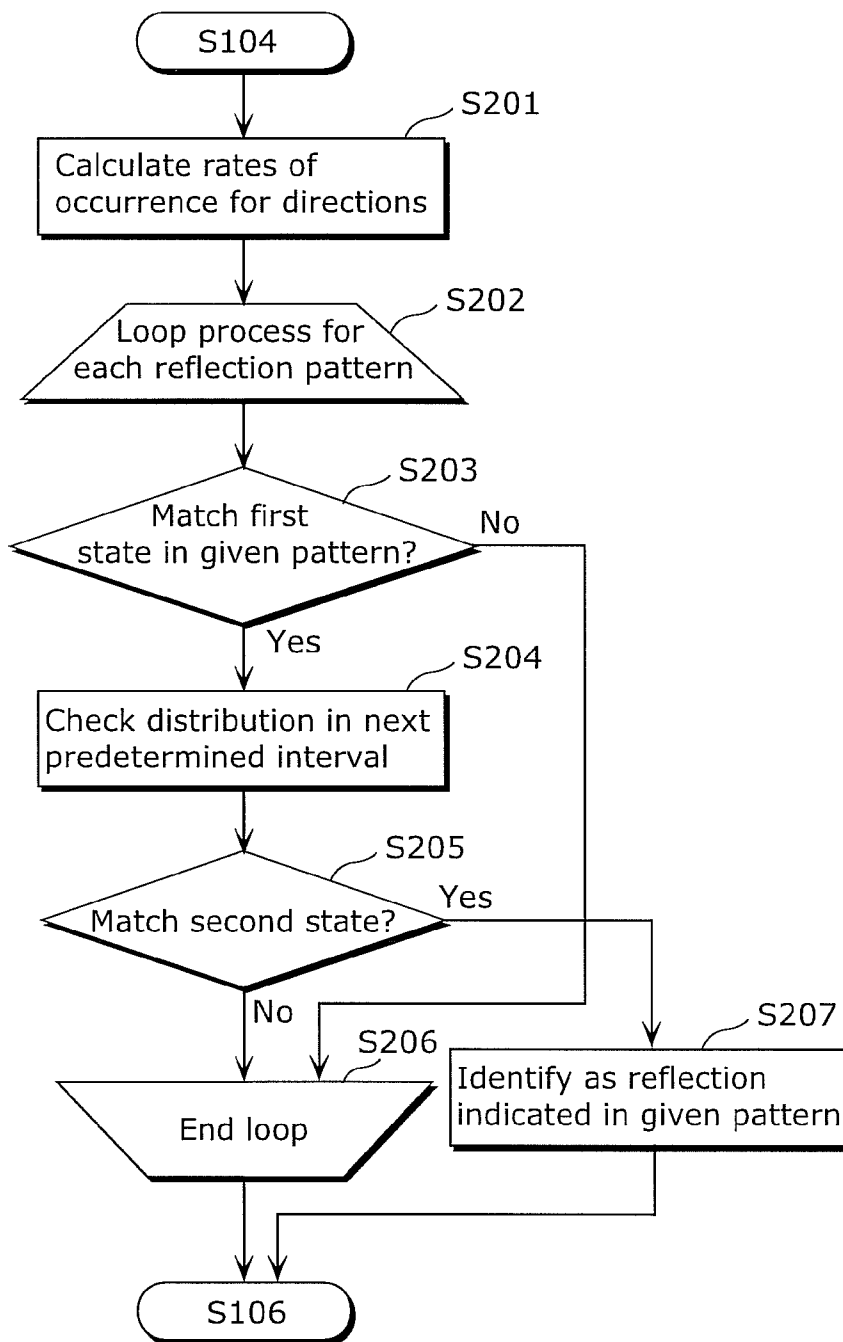 S104
S201
Calculate rates of
occurrence for directions
S202
Loop process for
each reflection pattern
S203
Match first
state in given pattern?
No
Yes
S204
Check distribution in next
predetermined interval
S205
Match second state?
Yes
No
S206
End loop
S207
Identify as reflection
indicated in given pattern
S106